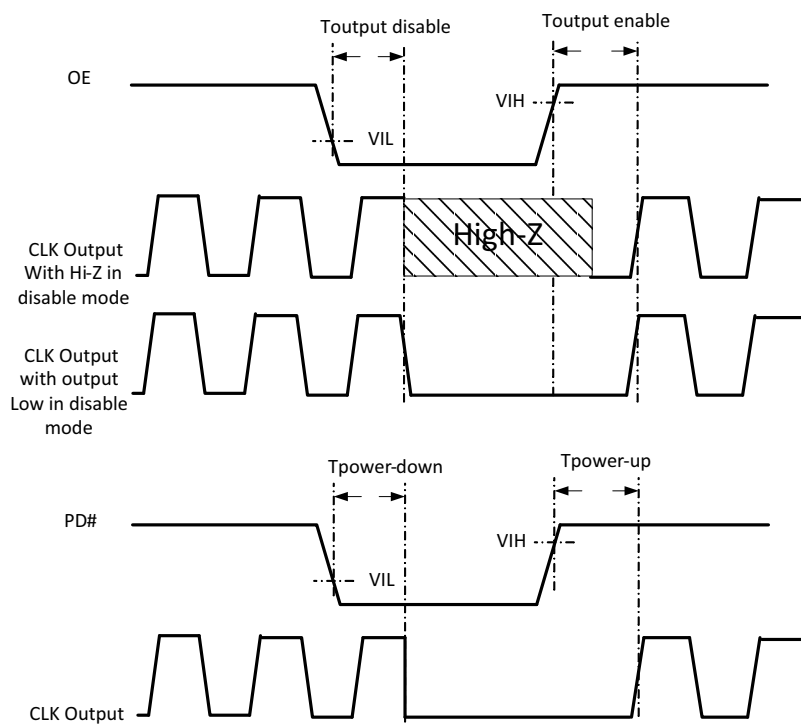 Toutput disable
Toutput enable
OE
VIH
VIL
High-Z
CLK Output
With Hi-Z in
disable mode
CLK Output
with output
Low in disable
mode
Tpower-down
Tpower-up
PD#
VIH
VIL
CLK Output